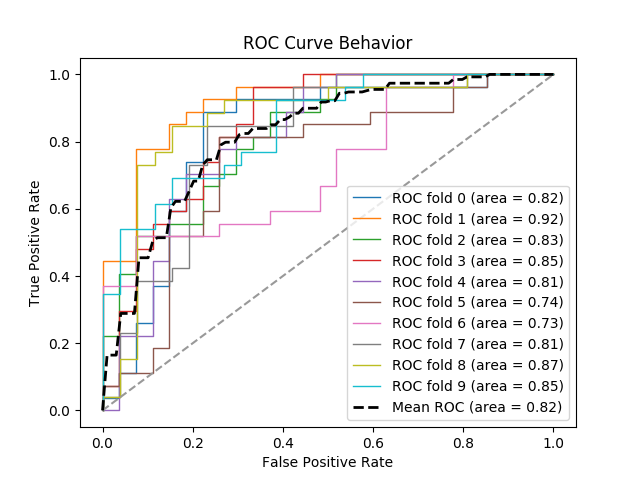 ROC Curve Behavior
1.0
0.8
0.6
0.4
0.2
0.0
True Positive Rate
0.0 0.2 0.4 0.6 0.8 1.0
False Positive Rate
ROC fold 0 (area = 0.82)
ROC fold 1 (area = 0.92)
ROC fold 2 (area = 0.83)
ROC fold 3 (area = 0.85)
ROC fold 4 (area = 0.81)
ROC fold 5 (area = 0.74)
ROC fold 6 (area = 0.73)
ROC fold 7 (area = 0.81)
ROC fold 8 (area = 0.87)
ROC fold 9 (area = 0.85)
Mean ROC (area = 0.82)